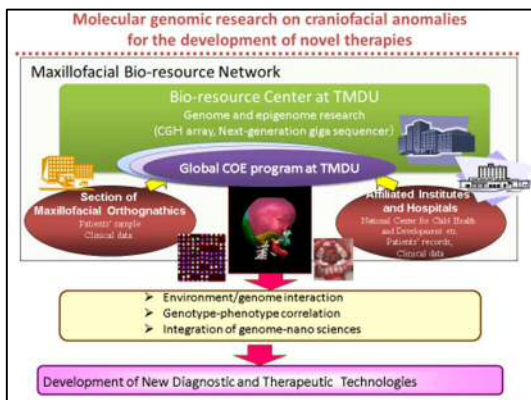 Molecular genomic research on craniofacial anomalies
for the development of novel therapies
Maxillofacial Bio-resource Network
Bio-resource Center at TMDU
Genome and epigenome research
(CGH array, Next-generation giga sequencer)
Global COE program at TMDU
Section of
Maxillofacial Orthognathics
Patients' sample
Clinical data
Affiliated Institutes
and Hospitals
National Center for Child Health
and Development etc.
Patients' records,
Clinical data
➢ Environment/genome interaction
➢ Genotype-phenotype correlation
➢ Integration of genome-nano sciences
Development of New Diagnostic and Therapeutic Technologies